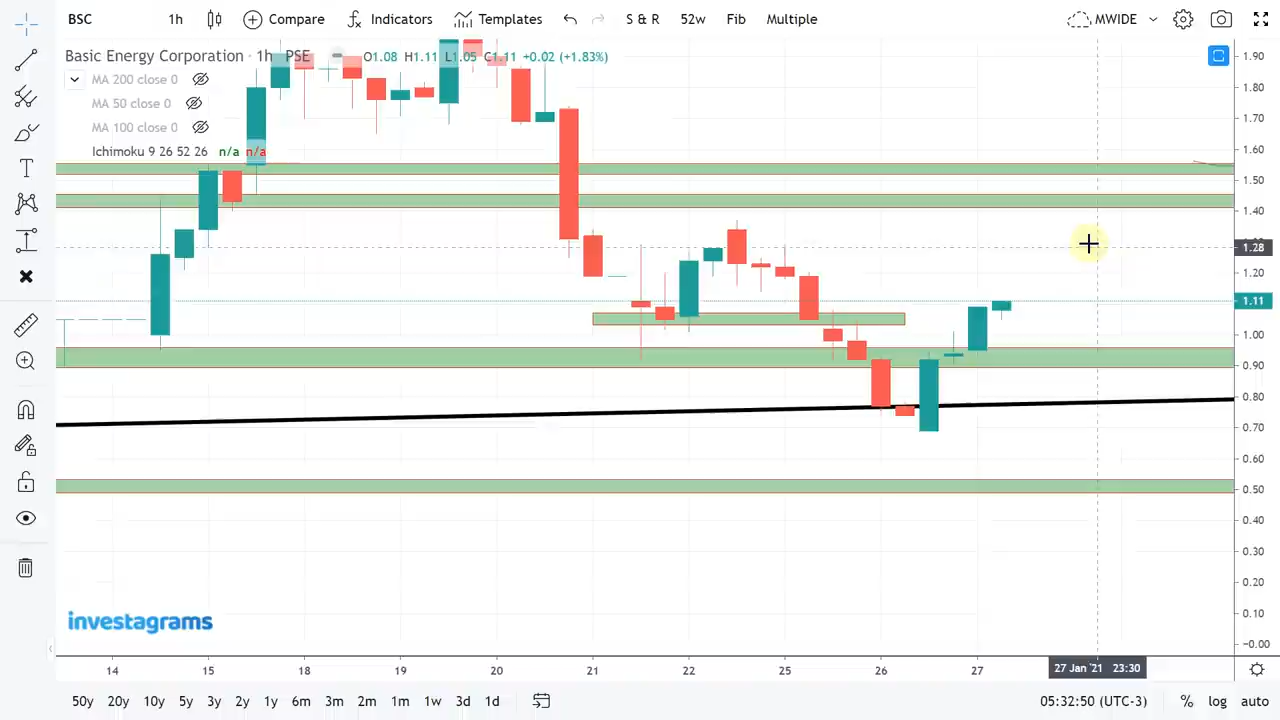 BSC 1h Compare Indicators Templates S & R 52w Fib Multiple MWIDE
Basic Energy Corporation · 1h · PSE O1.08 H1.11 L1.05 C1.11 +0.02 (+1.83%)
MA 200 close 0
MA 50 close 0
MA 100 close 0
Ichimoku 9 26 52 26 n/a n/a
1.90
1.80
1.70
1.60
1.50
1.40
1.28
1.20
1.11
1.00
0.90
0.80
0.70
0.60
0.50
0.40
0.30
0.20
0.10
−0.00
investagrams
14 15 18 19 20 21 22 25 26 27 27 Jan '21 23:30
50y 20y 10y 5y 3y 2y 1y 6m 3m 2m 1m 1w 3d 1d 05:32:50 (UTC-3) % log auto